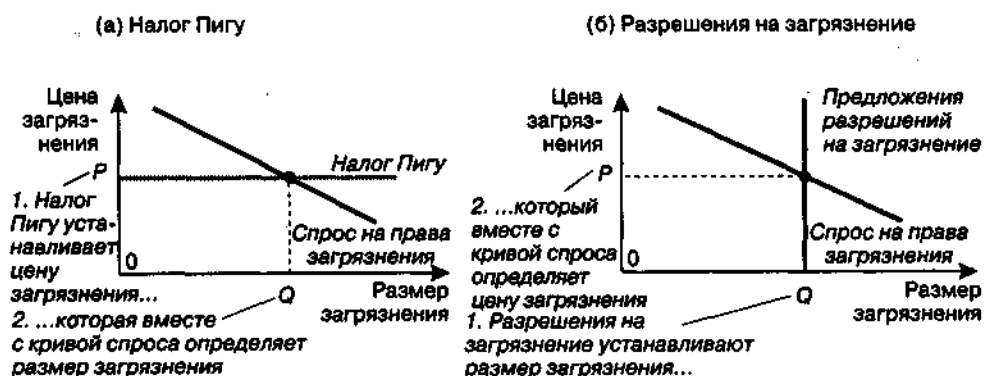 (а) Налог Пигу
Цена
загряз-
нения
P
Налог Пигу
1. Налог
Пигу уста-
навливает
цену
загрязнения...
Спрос на права
загрязнения
0
Q
Размер
загрязнения
2. ...которая вместе
с кривой спроса определяет
размер загрязнения
(б) Разрешения на загрязнение
Цена
загряз-
нения
Предложения
разрешений
на загрязнение
P
2. ...который
вместе с
кривой спроса
определяет
цену загрязнения
Спрос на права
загрязнения
0
Q
Размер
загрязнения
1. Разрешения на
загрязнение устанавливают
размер загрязнения...